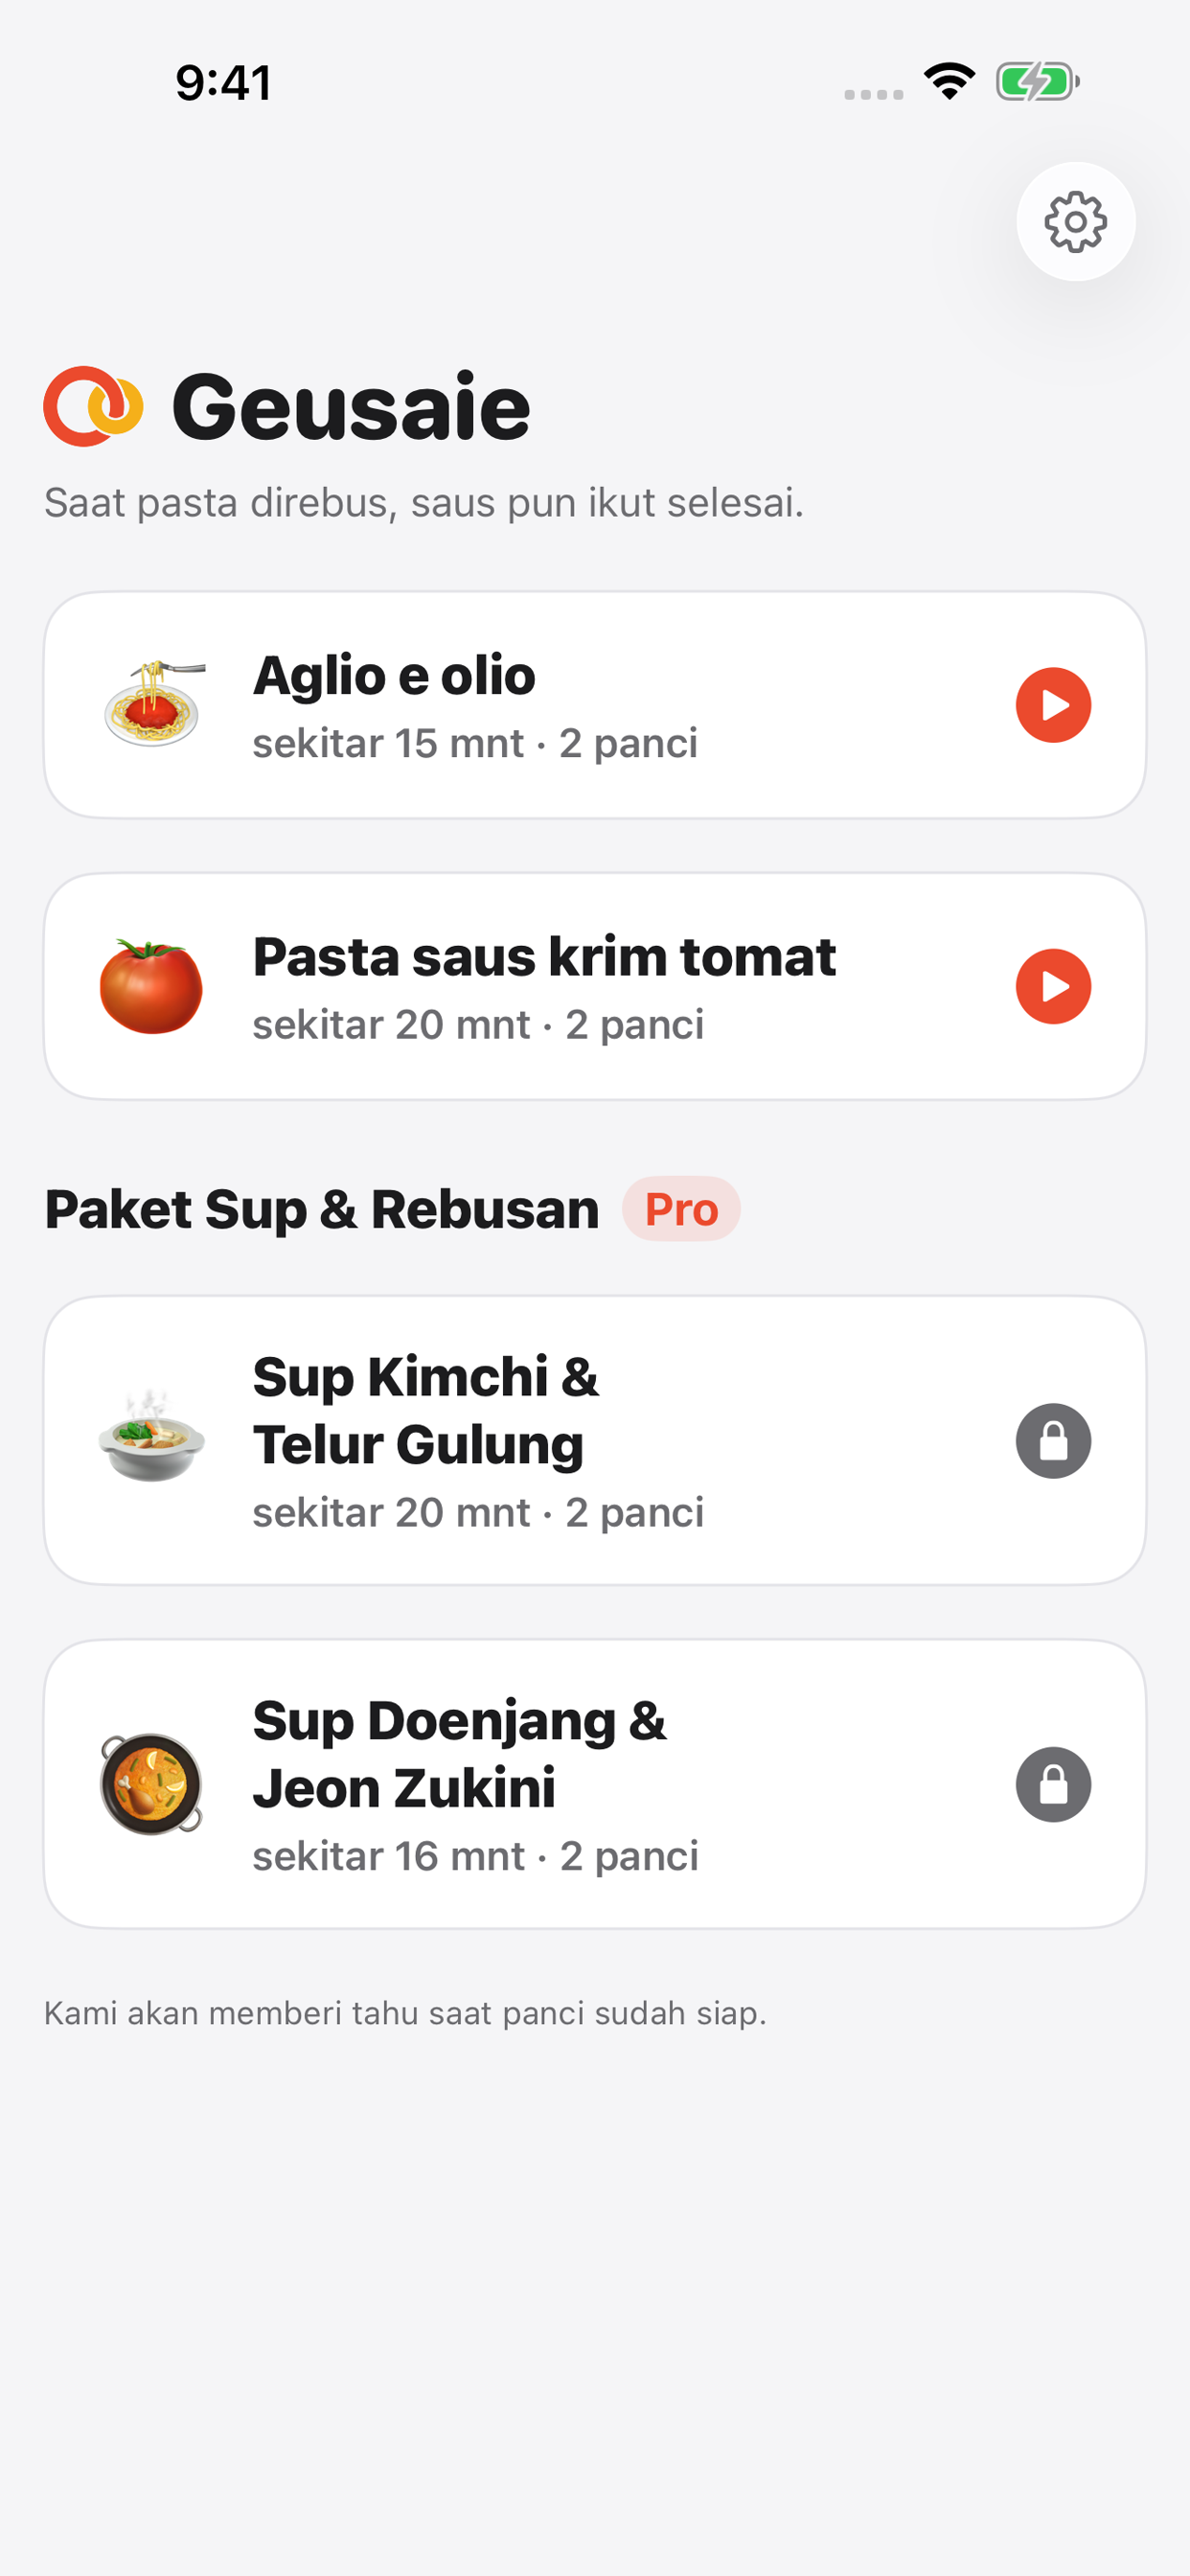 9:41
Geusaie
Saat pasta direbus, saus pun ikut selesai.
Aglio e olio
sekitar 15 mnt · 2 panci
Pasta saus krim tomat
sekitar 20 mnt · 2 panci
Paket Sup & Rebusan Pro
Sup Kimchi &
Telur Gulung
sekitar 20 mnt · 2 panci
Sup Doenjang &
Jeon Zukini
sekitar 16 mnt · 2 panci
Kami akan memberi tahu saat panci sudah siap.